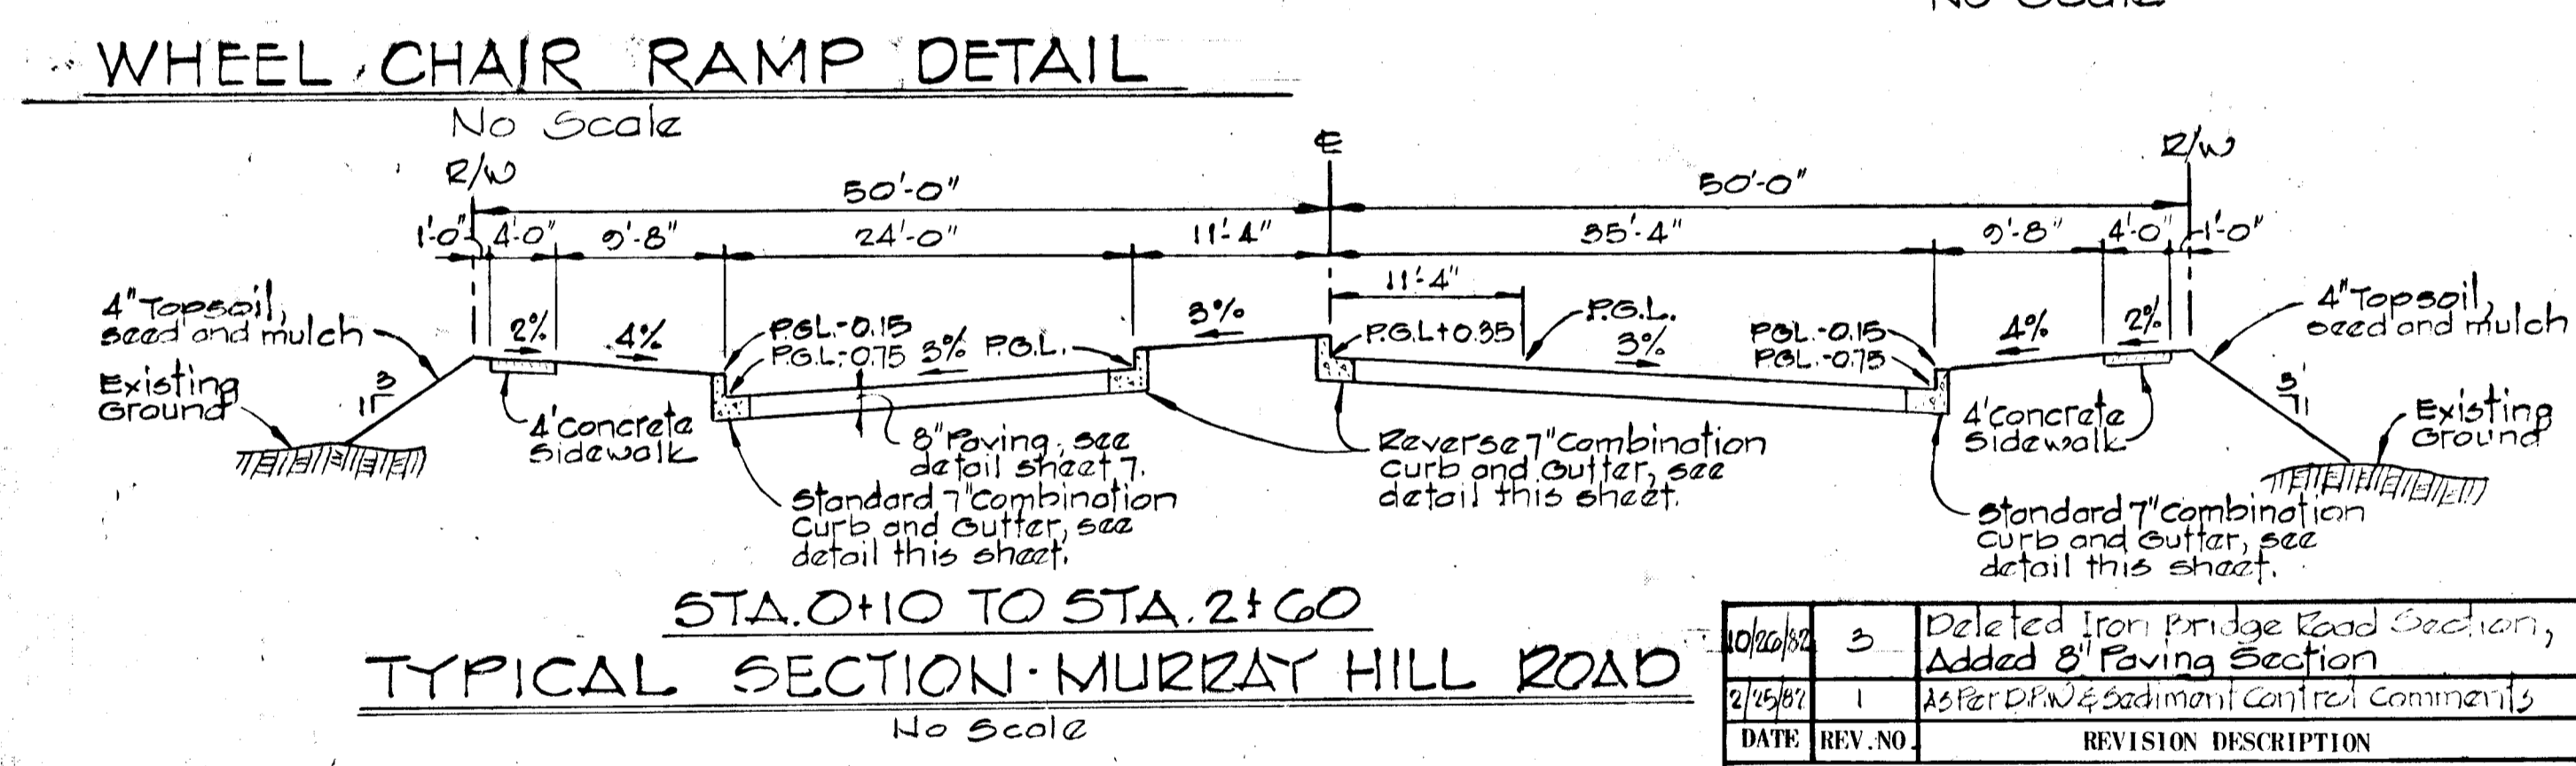 No Scale
WHEEL CHAIR RAMP DETAIL
No Scale
R/W
℄
R/W
50'-0"
50'-0"
1'-0"
4'-0"
9'-8"
24'-0"
11'-4"
35'-4"
9'-8"
4'-0"
1'-0"
11'-4"
4" Topsoil,
seed and mulch
2%
4%
P.G.L.-0.15
P.G.L.-0.75
3%
P.G.L.
3%
P.G.L.+0.35
P.G.L.
3%
P.G.L.-0.15
P.G.L.-0.75
4%
2%
4" Topsoil,
seed and mulch
Existing
Ground
3
1
4' Concrete
Sidewalk
8" Paving, see
detail sheet 7.
Standard 7" Combination
Curb and Gutter, see
detail this sheet.
Reverse 7" Combination
Curb and Gutter, see
detail this sheet.
4' Concrete
Sidewalk
3
1
Existing
Ground
Standard 7" Combination
Curb and Gutter, see
detail this sheet.
STA. 0+10 TO STA. 2+60
TYPICAL SECTION - MURRAY HILL ROAD
No Scale
10/26/82 3 Deleted Iron Bridge Road Section,
Added 8" Paving Section
2/25/82 1 As Per D.P.W & Sediment Control Comments
DATE REV. NO. REVISION DESCRIPTION